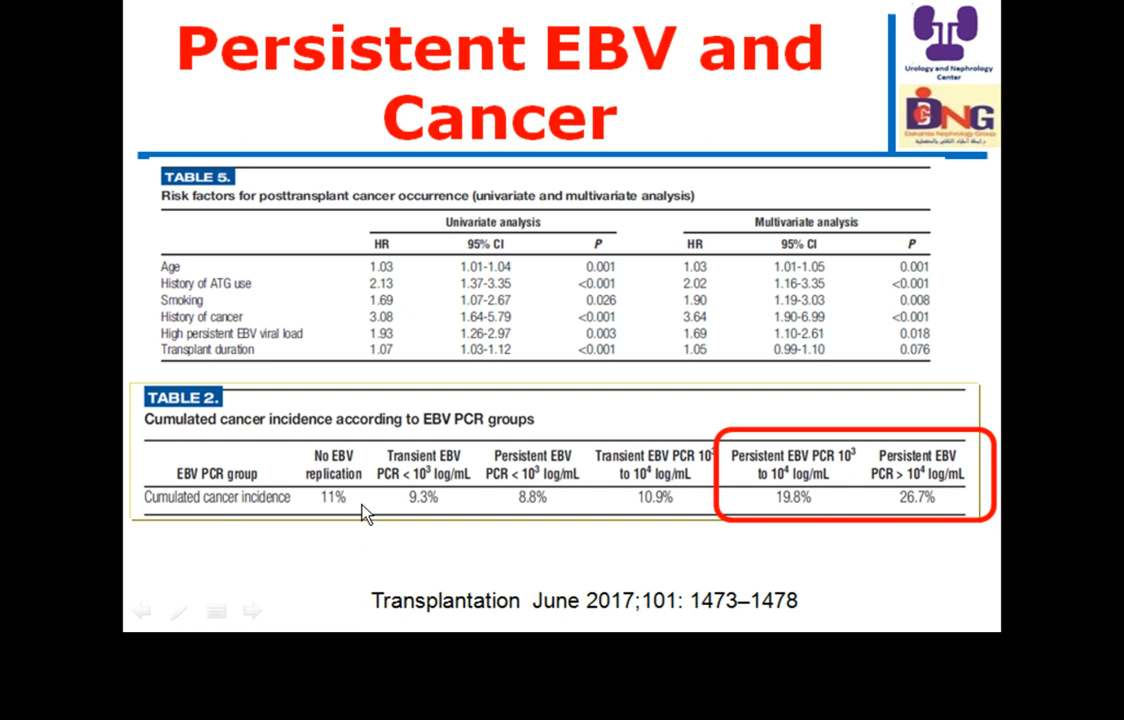 Persistent EBV and
Cancer
Urology and Nephrology
Center
TABLE 5.
Risk factors for posttransplant cancer occurrence (univariate and multivariate analysis)
Univariate analysis Multivariate analysis
HR 95% CI P HR 95% CI P
Age 1.03 1.01-1.04 0.001 1.03 1.01-1.05 0.001
History of ATG use 2.13 1.37-3.35 <0.001 2.02 1.16-3.35 <0.001
Smoking 1.69 1.07-2.67 0.026 1.90 1.19-3.03 0.008
History of cancer 3.08 1.64-5.79 <0.001 3.64 1.90-6.99 <0.001
High persistent EBV viral load 1.93 1.26-2.97 0.003 1.69 1.10-2.61 0.018
Transplant duration 1.07 1.03-1.12 <0.001 1.05 0.99-1.10 0.076
TABLE 2.
Cumulated cancer incidence according to EBV PCR groups
No EBV Transient EBV Persistent EBV Transient EBV PCR 10³ Persistent EBV PCR 10³ Persistent EBV
EBV PCR group replication PCR < 10³ log/mL PCR < 10³ log/mL to 10⁴ log/mL to 10⁴ log/mL PCR > 10⁴ log/mL
Cumulated cancer incidence 11% 9.3% 8.8% 10.9% 19.8% 26.7%
Transplantation June 2017;101: 1473–1478